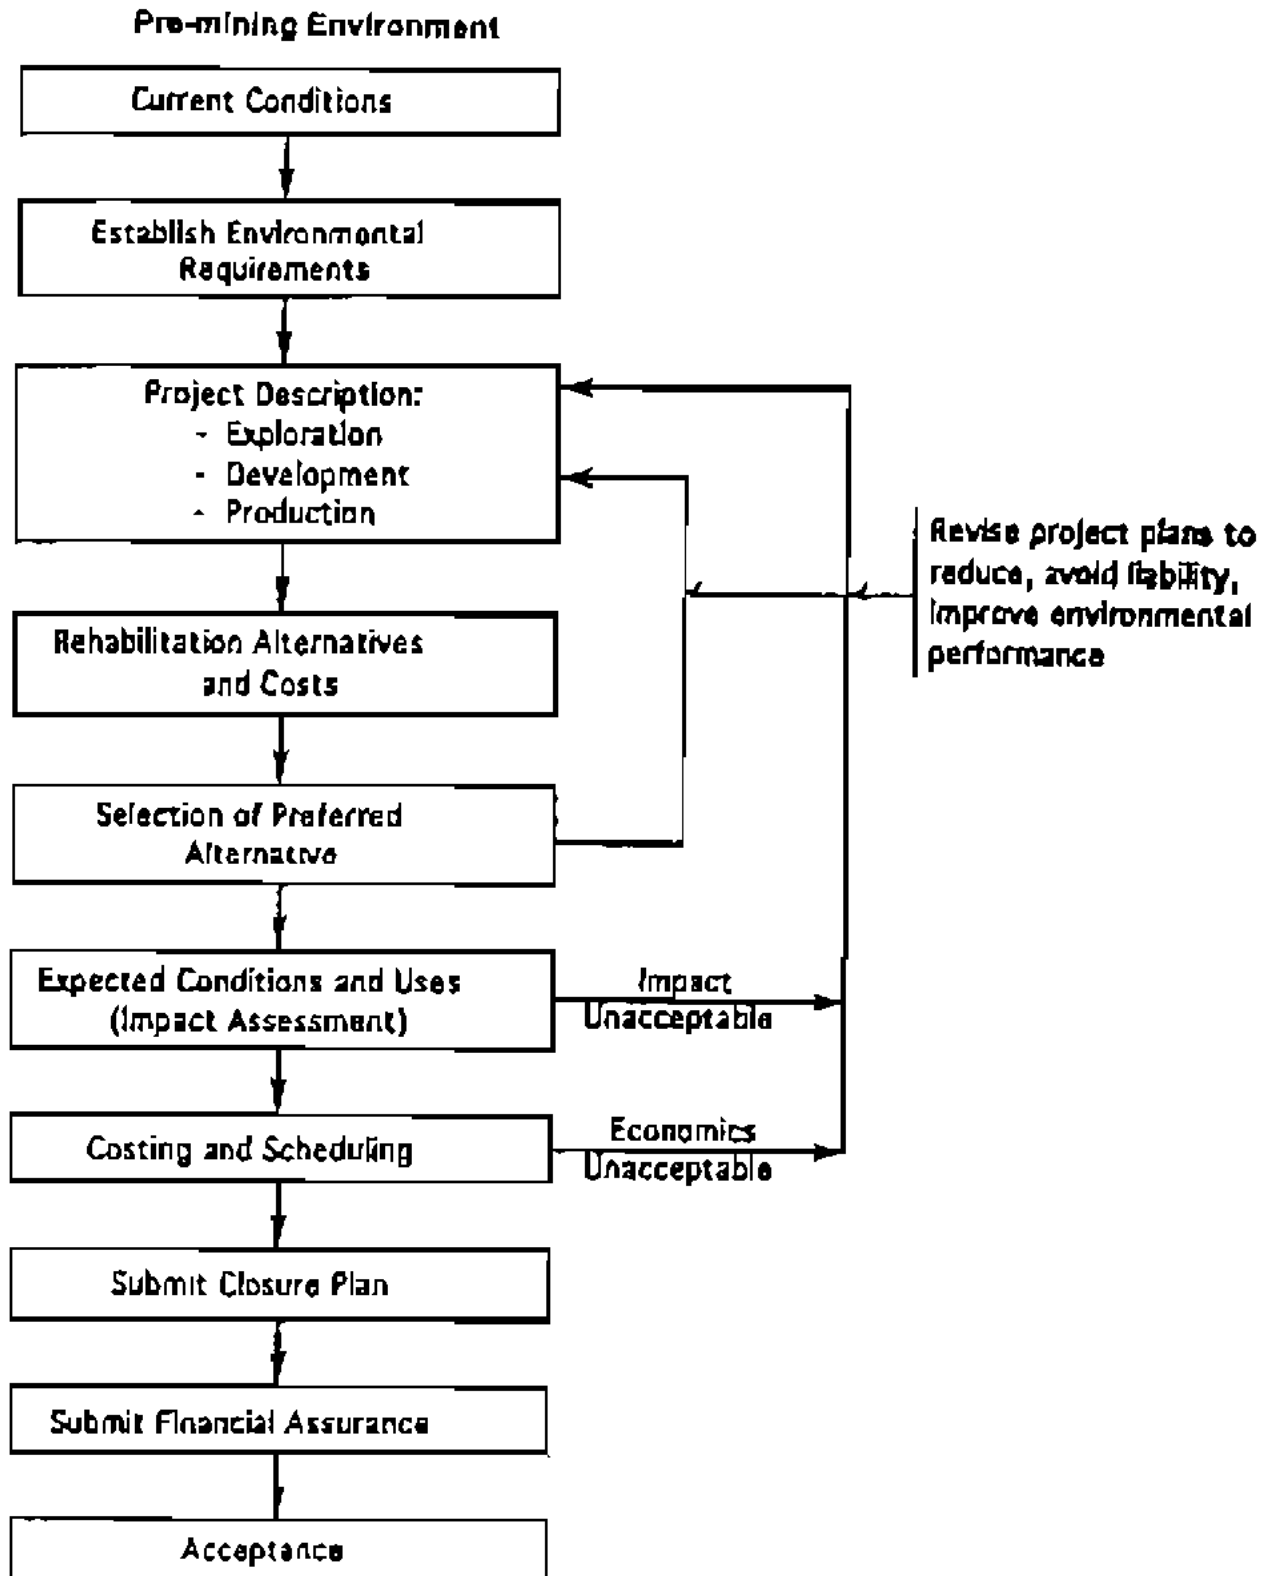 Pre-mining Environment
Current Conditions
Establish Environmental
Requirements
Project Description:
- Exploration
- Development
- Production
Revise project plans to
reduce, avoid liability,
improve environmental
performance
Rehabilitation Alternatives
and Costs
Selection of Preferred
Alternative
Expected Conditions and Uses
(Impact Assessment)
Impact
Unacceptable
Costing and Scheduling
Economics
Unacceptable
Submit Closure Plan
Submit Financial Assurance
Acceptance